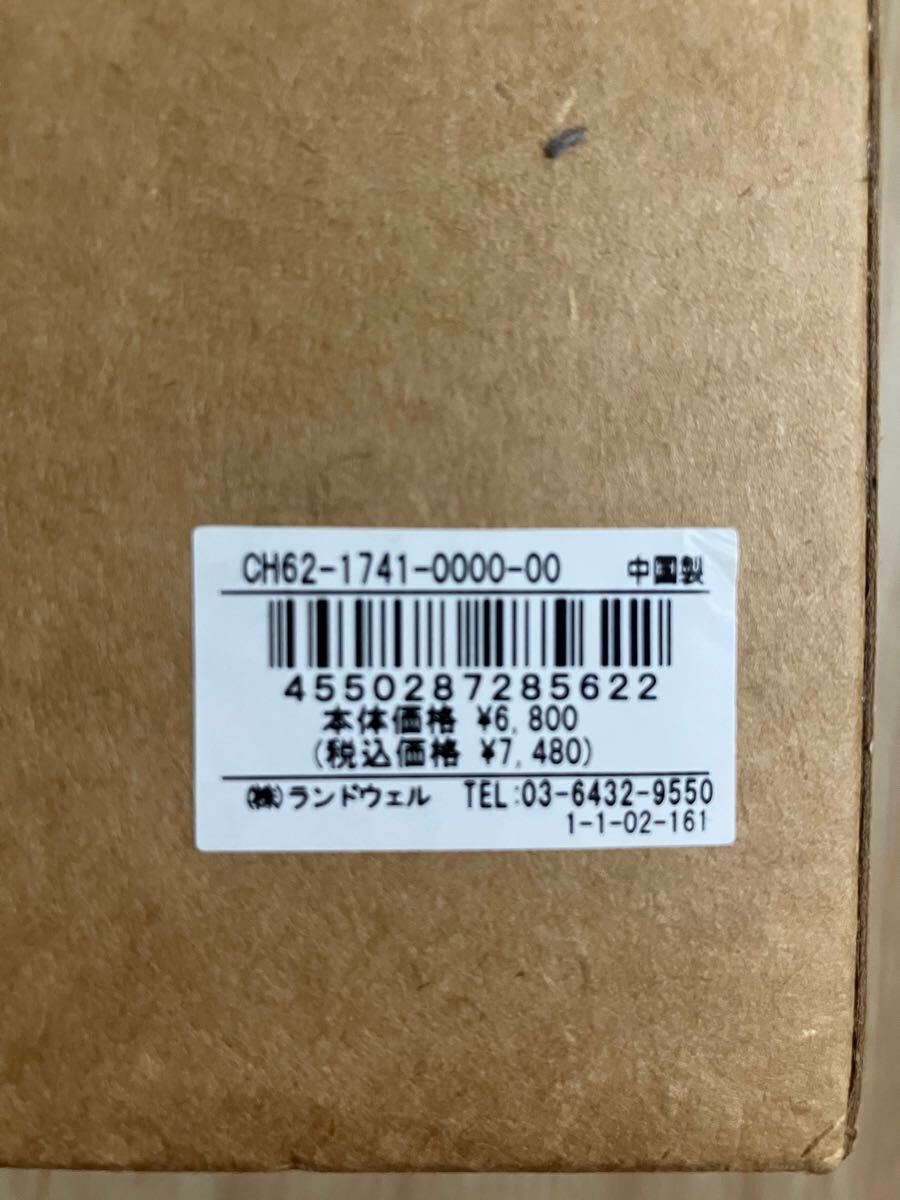 CH62-1741-0000-00 中国製
4550287285622
本体価格 ¥6,800
(税込価格 ¥7,480)
(株)ランドウェル TEL:03-6432-9550
1-1-02-161